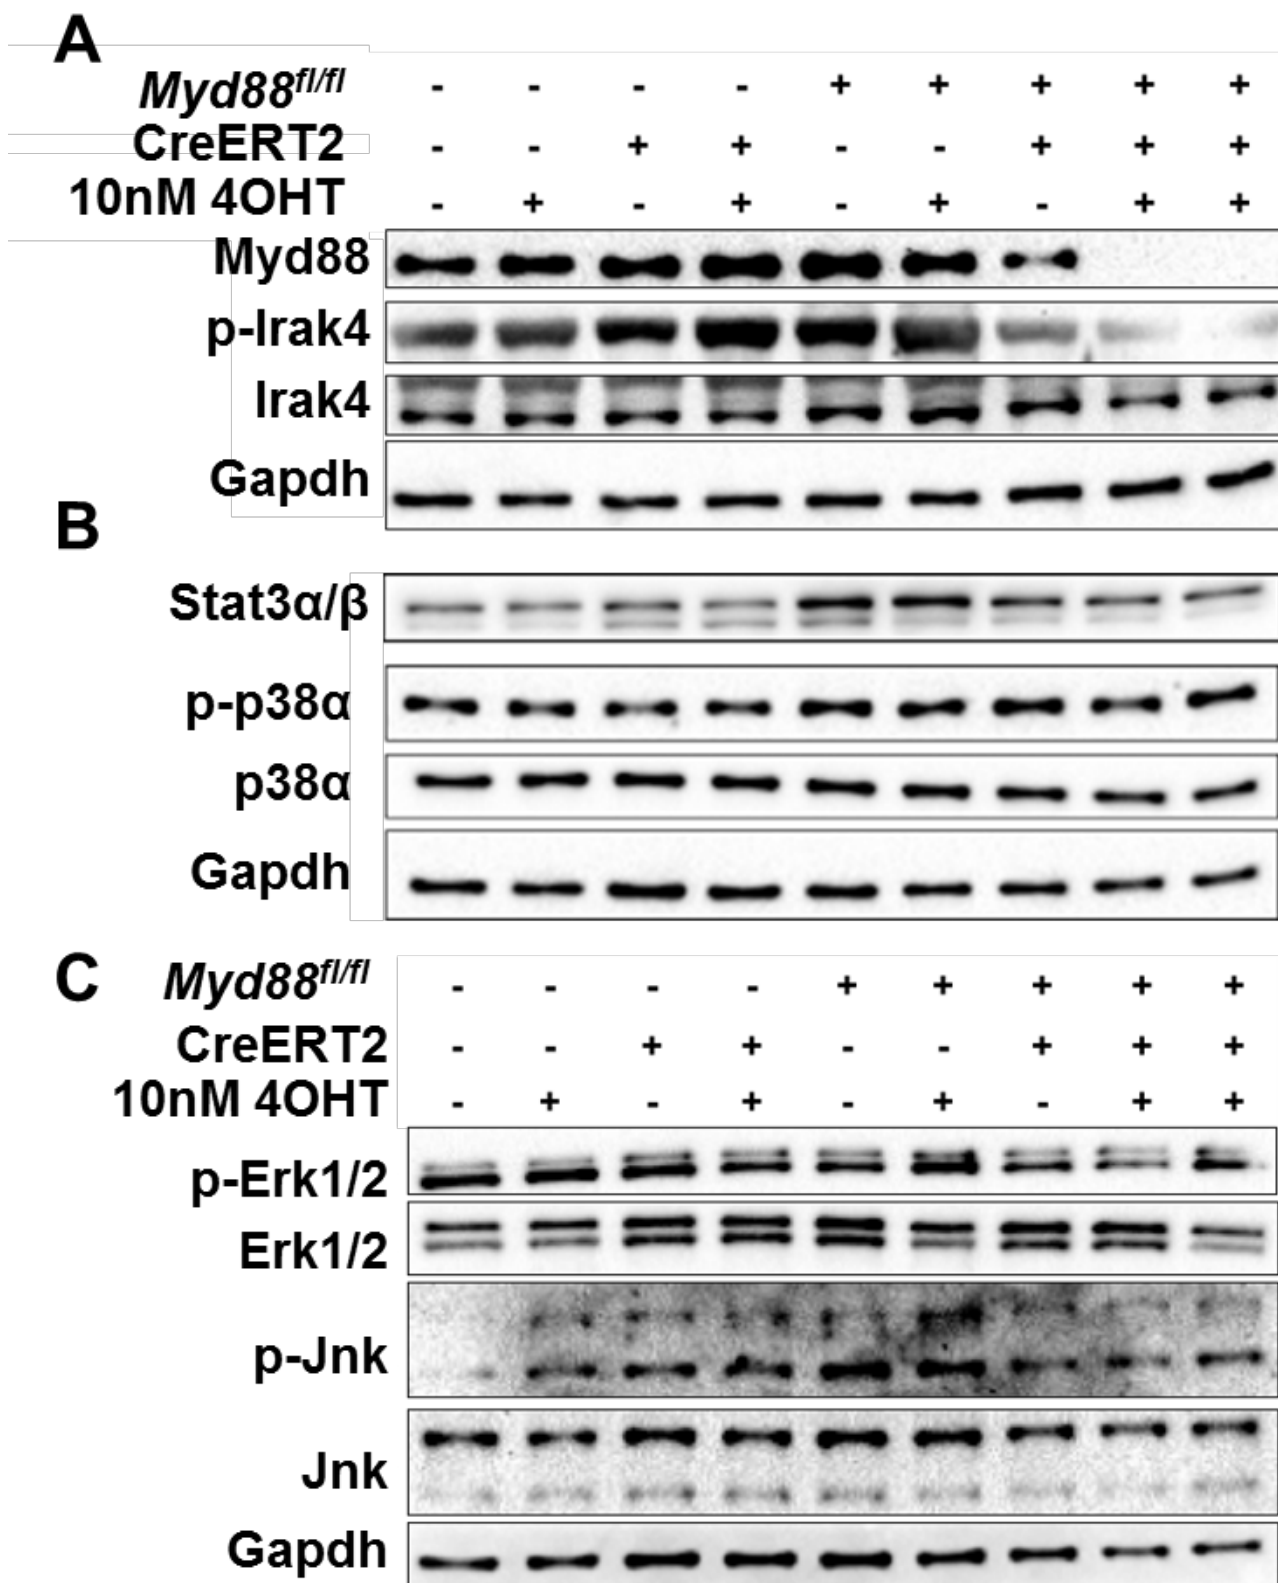 A
Myd88fl/fl - - - - + + + + +
CreERT2 - - + + - - + + +
10nM 4OHT - + - + - + - + +
Myd88
p-Irak4
Irak4
Gapdh
B
Stat3α/β
p-p38α
p38α
Gapdh
C Myd88fl/fl - - - - + + + + +
CreERT2 - - + + - - + + +
10nM 4OHT - + - + - + - + +
p-Erk1/2
Erk1/2
p-Jnk
Jnk
Gapdh